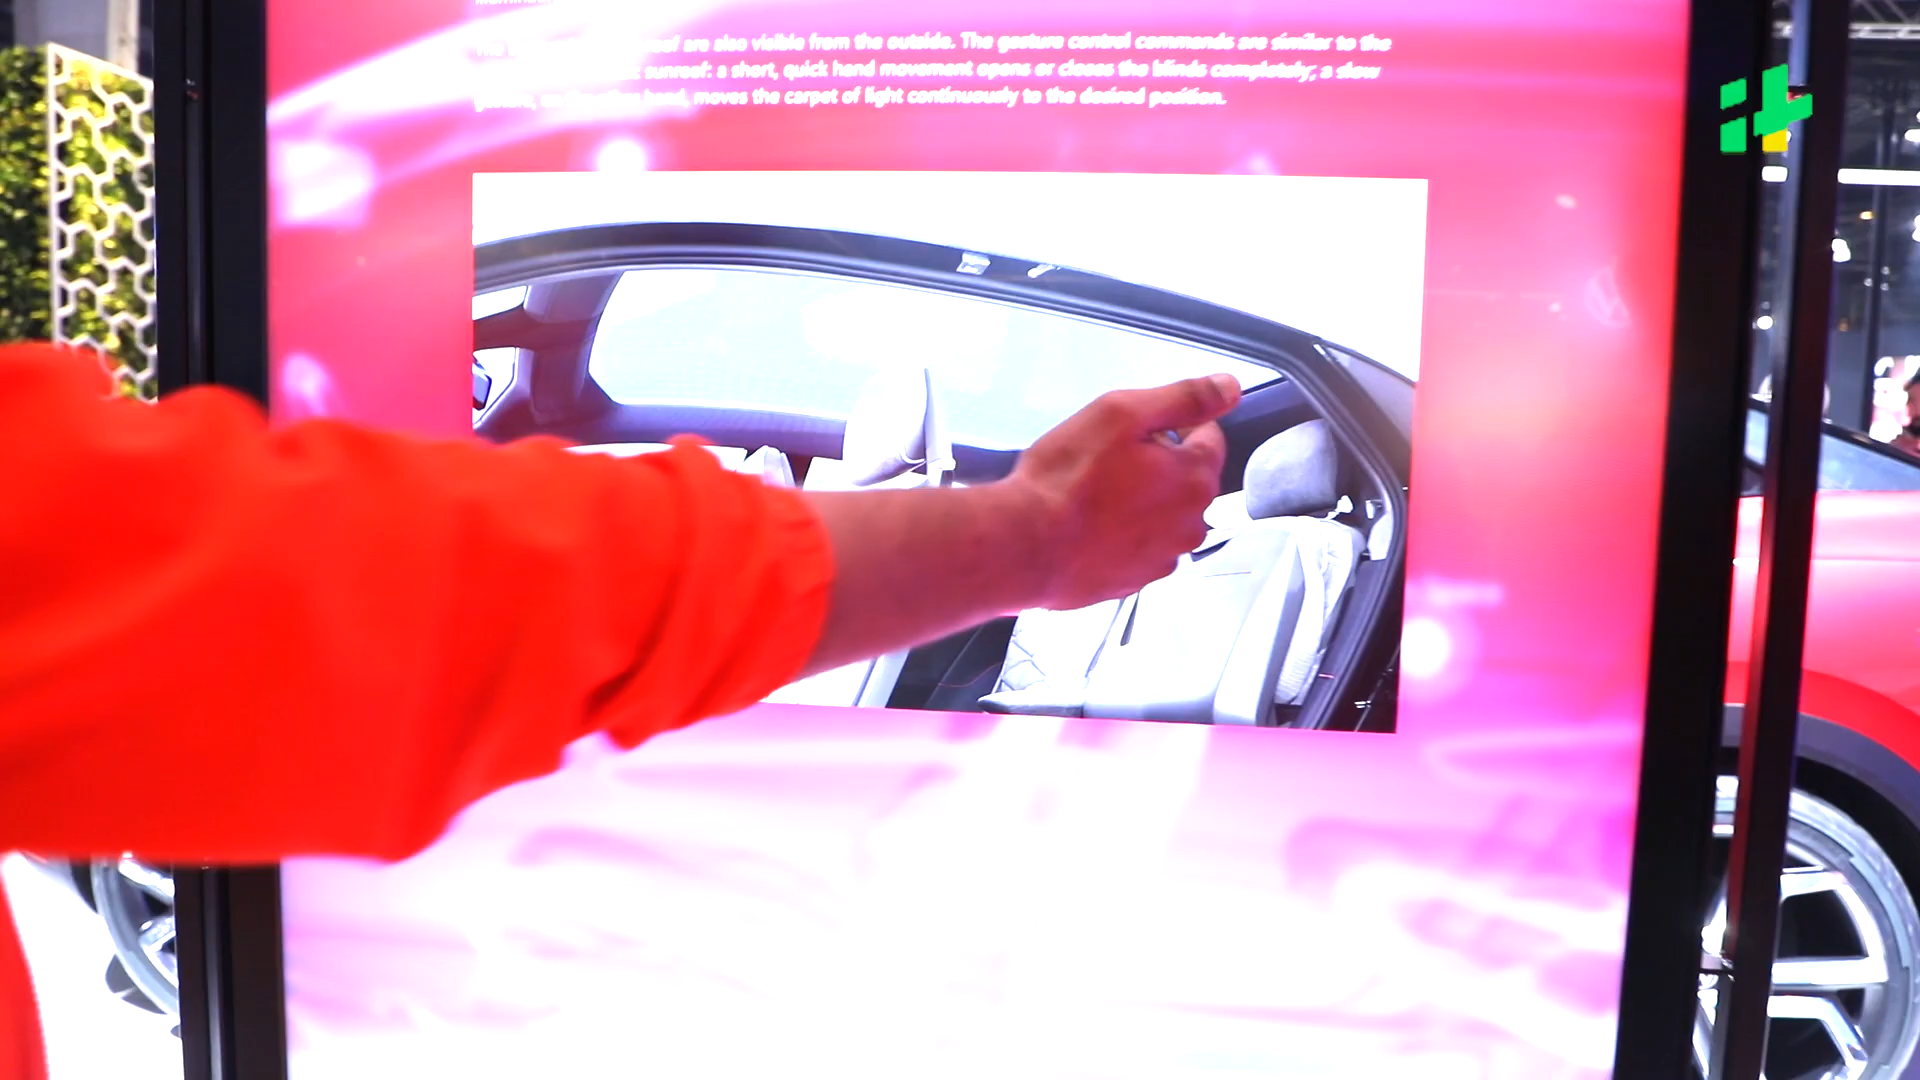 are also visible from the outside. The gesture control commands are similar to the
sunroof: a short, quick hand movement opens or closes the blinds completely, a slow
moves the carpet of light continuously to the desired position.